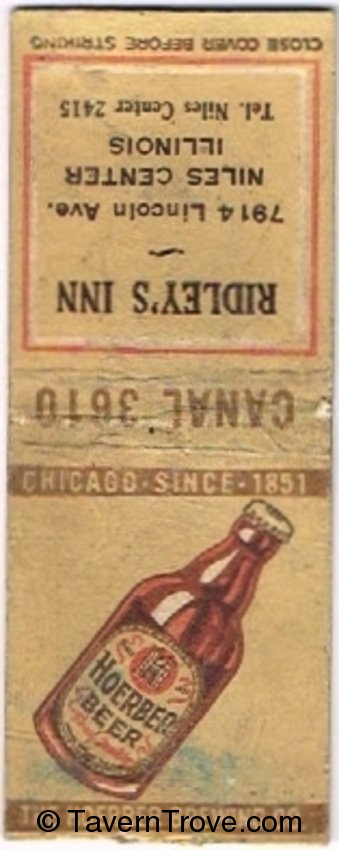 CLOSE COVER BEFORE STRIKING
RIDLEY'S INN
~
7914 Lincoln Ave.
NILES CENTER
ILLINOIS
Tel. Niles Center 2415
CANAL 3610
CHICAGO-SINCE-1851
HOERBER
BEER
© TavernTrove.com